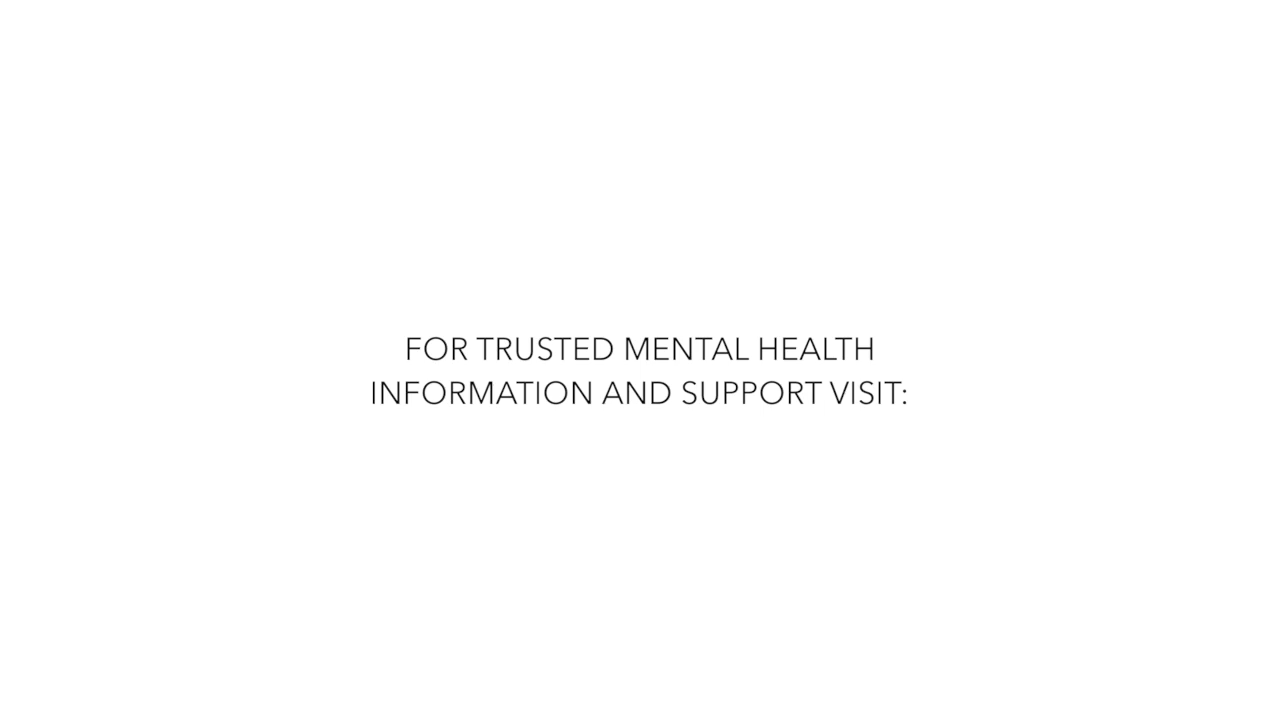 FOR TRUSTED MENTAL HEALTH
INFORMATION AND SUPPORT VISIT: